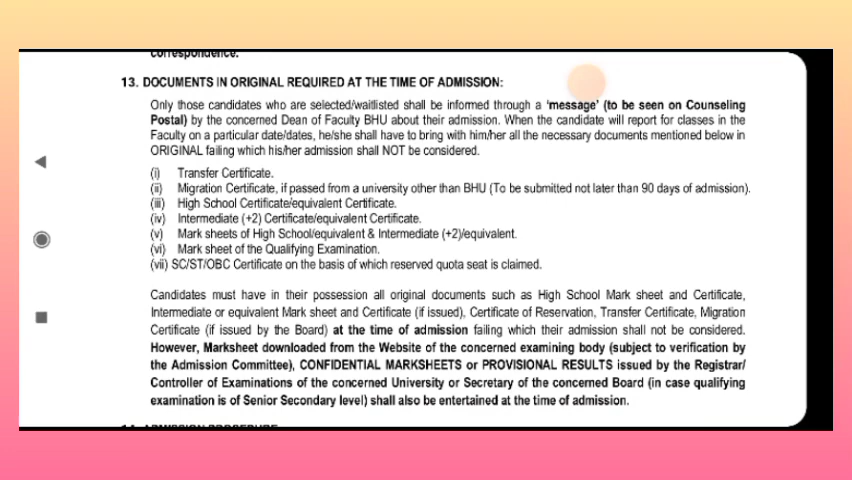 correspondence.
13. DOCUMENTS IN ORIGINAL REQUIRED AT THE TIME OF ADMISSION:
Only those candidates who are selected/waitlisted shall be informed through a 'message' (to be seen on Counseling
Postal) by the concerned Dean of Faculty BHU about their admission. When the candidate will report for classes in the
Faculty on a particular date/dates, he/she shall have to bring with him/her all the necessary documents mentioned below in
ORIGINAL failing which his/her admission shall NOT be considered.
(i) Transfer Certificate.
(ii) Migration Certificate, if passed from a university other than BHU (To be submitted not later than 90 days of admission).
(iii) High School Certificate/equivalent Certificate.
(iv) Intermediate (+2) Certificate/equivalent Certificate.
(v) Mark sheets of High School/equivalent & Intermediate (+2)/equivalent.
(vi) Mark sheet of the Qualifying Examination.
(vii) SC/ST/OBC Certificate on the basis of which reserved quota seat is claimed.
Candidates must have in their possession all original documents such as High School Mark sheet and Certificate,
Intermediate or equivalent Mark sheet and Certificate (if issued), Certificate of Reservation, Transfer Certificate, Migration
Certificate (if issued by the Board) at the time of admission failing which their admission shall not be considered.
However, Marksheet downloaded from the Website of the concerned examining body (subject to verification by
the Admission Committee), CONFIDENTIAL MARKSHEETS or PROVISIONAL RESULTS issued by the Registrar/
Controller of Examinations of the concerned University or Secretary of the concerned Board (in case qualifying
examination is of Senior Secondary level) shall also be entertained at the time of admission.